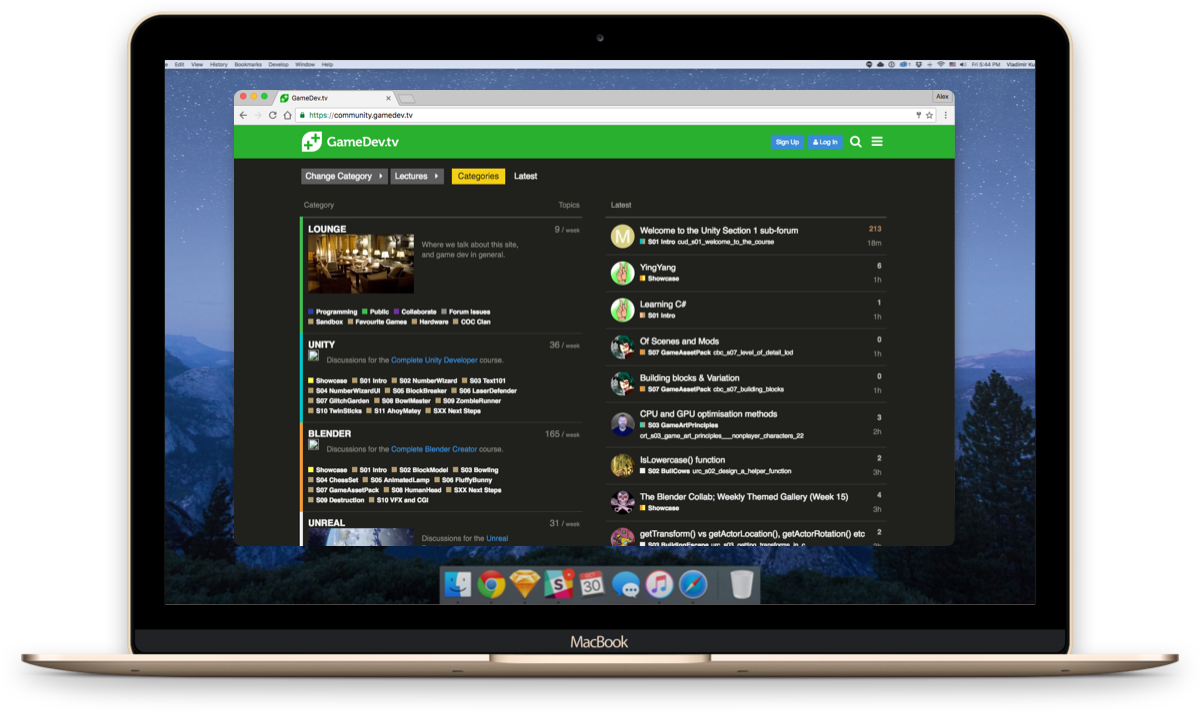 Edit View History Bookmarks Develop Window Help
Fri 5:44 PM Vladimir Ku
GameDev.tv
Alex
https://community.gamedev.tv
GameDev.tv
Sign Up
Log In
Change Category
Lectures
Categories
Latest
Category Topics
LOUNGE
9 / week
Where we talk about this site,
and game dev in general.
Programming Public Collaborate Forum Issues
Sandbox Favourite Games Hardware COC Clan
UNITY
36 / week
Discussions for the Complete Unity Developer course.
Showcase S01 Intro S02 NumberWizard S03 Text101
S04 NumberWizardUI S05 BlockBreaker S06 LaserDefender
S07 GlitchGarden S08 BowlMaster S09 ZombieRunner
S10 TwinSticks S11 AhoyMatey SXX Next Steps
BLENDER
165 / week
Discussions for the Complete Blender Creator course.
Showcase S01 Intro S02 BlockModel S03 Bowling
S04 ChessSet S05 AnimatedLamp S06 FluffyBunny
S07 GameAssetPack S08 HumanHead SXX Next Steps
S09 Destruction S10 VFX and CGI
UNREAL
31 / week
Discussions for the Unreal
Latest
M
Welcome to the Unity Section 1 sub-forum 213
S01 Intro cud_s01_welcome_to_the_course 18m
YingYang 6
Showcase 1h
Learning C# 1
S01 Intro 1h
Of Scenes and Mods 0
S07 GameAssetPack cbc_s07_level_of_detail_lod 1h
Building blocks & Variation 0
S07 GameAssetPack cbc_s07_building_blocks 1h
CPU and GPU optimisation methods 3
S03 GameArtPrinciples 2h
crt_s03_game_art_principles___nonplayer_characters_22
IsLowercase() function 2
S02 BullCows urc_s02_design_a_helper_function 3h
The Blender Collab; Weekly Themed Gallery (Week 15) 4
Showcase 3h
getTransform() vs getActorLocation(), getActorRotation() etc 2
S03 BuildingEscape urc_s03_getting_transforms_in_c
S
30
MacBook